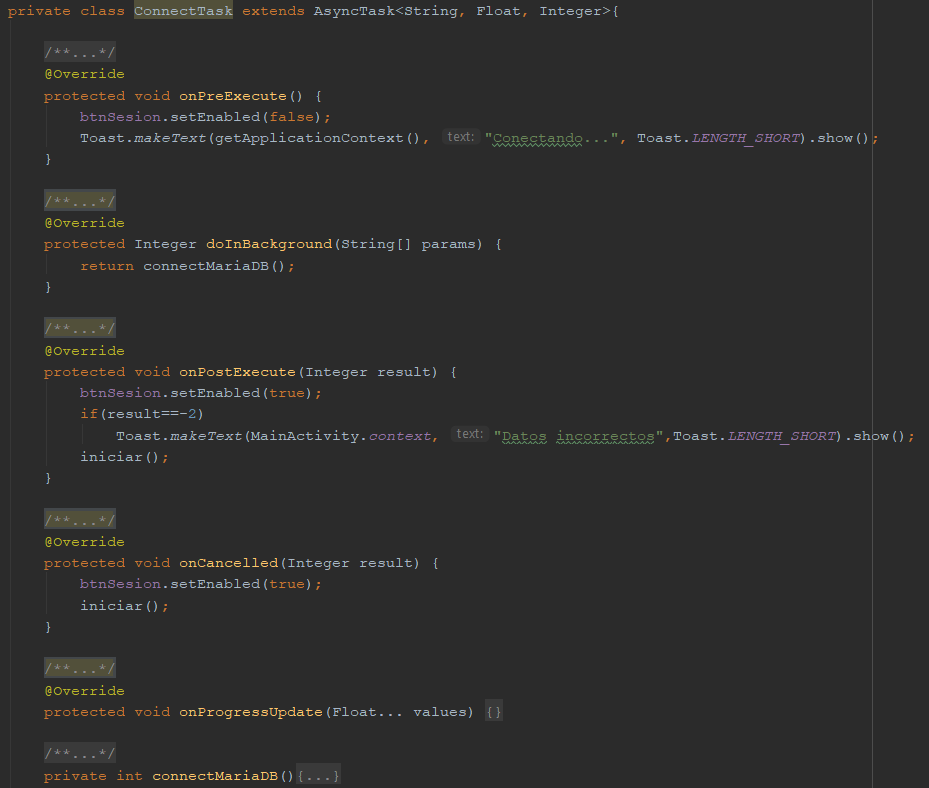 private class ConnectTask extends AsyncTask<String, Float, Integer>{
/**...*/
@Override
protected void onPreExecute() {
btnSesion.setEnabled(false);
Toast.makeText(getApplicationContext(), text: "Conectando...", Toast.LENGTH_SHORT).show();
}
/**...*/
@Override
protected Integer doInBackground(String[] params) {
return connectMariaDB();
}
/**...*/
@Override
protected void onPostExecute(Integer result) {
btnSesion.setEnabled(true);
if(result==-2)
Toast.makeText(MainActivity.context, text: "Datos incorrectos",Toast.LENGTH_SHORT).show();
iniciar();
}
/**...*/
@Override
protected void onCancelled(Integer result) {
btnSesion.setEnabled(true);
iniciar();
}
/**...*/
@Override
protected void onProgressUpdate(Float... values) {}
/**...*/
private int connectMariaDB(){...}